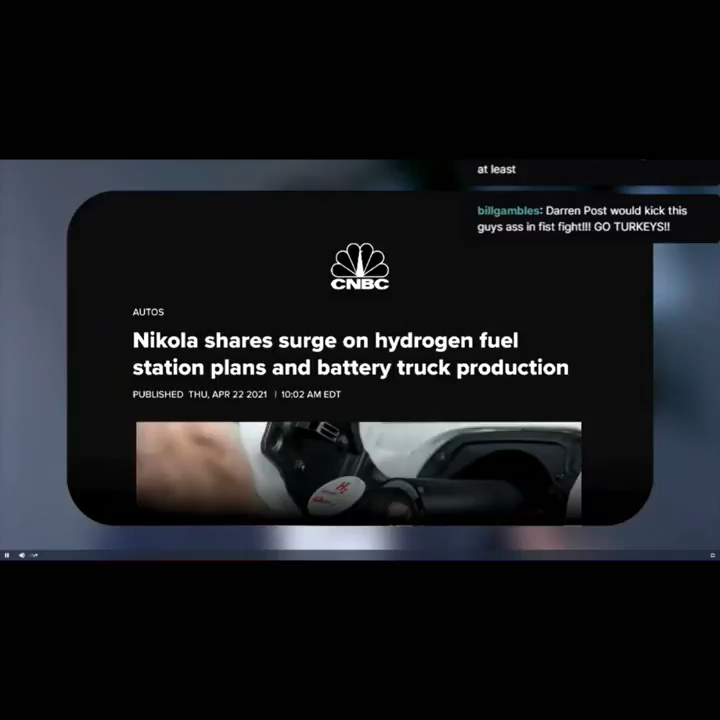 at least
billgambles: Darren Post would kick this
guys ass in fist fight!!! GO TURKEYS!!
CNBC
AUTOS
Nikola shares surge on hydrogen fuel
station plans and battery truck production
PUBLISHED THU, APR 22 2021 | 10:02 AM EDT
H₂